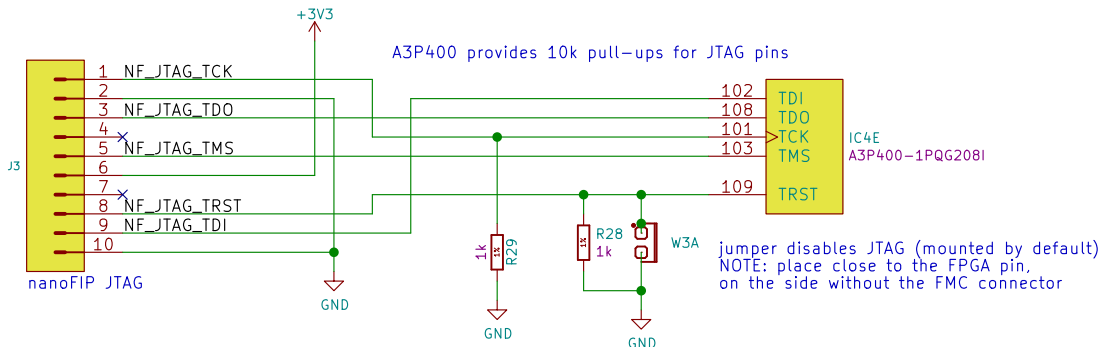 +3V3
A3P400 provides 10k pull-ups for JTAG pins
1 NF_JTAG_TCK
2
3 NF_JTAG_TDO
4
5 NF_JTAG_TMS
6
7
8 NF_JTAG_TRST
9 NF_JTAG_TDI
10
J3
nanoFIP JTAG
GND
1k
1%
R29
GND
R28
1%
1k
W3A
GND
102 TDI
108 TDO
101 TCK
103 TMS
109 TRST
IC4E
A3P400-1PQG208I
jumper disables JTAG (mounted by default)
NOTE: place close to the FPGA pin,
on the side without the FMC connector